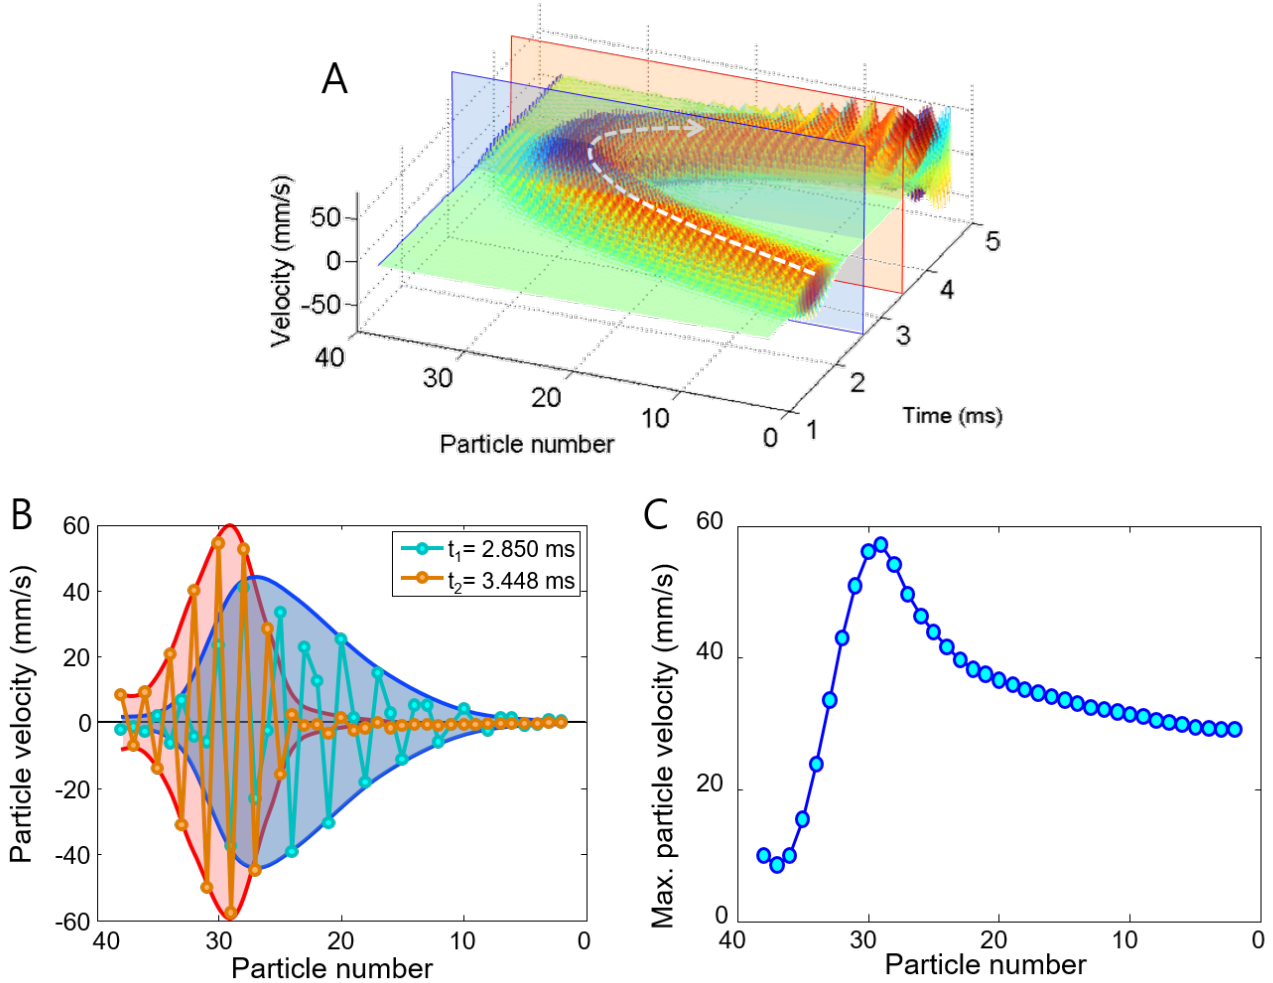 A
Velocity (mm/s)
50
0
-50
40
30
20
10
0
Particle number
1
2
3
4
5
Time (ms)
B
Particle velocity (mm/s)
60
40
20
0
-20
-40
-60
t1= 2.850 ms
t2= 3.448 ms
40
30
20
10
0
Particle number
C
Max. particle velocity (mm/s)
60
40
20
0
40
30
20
10
0
Particle number